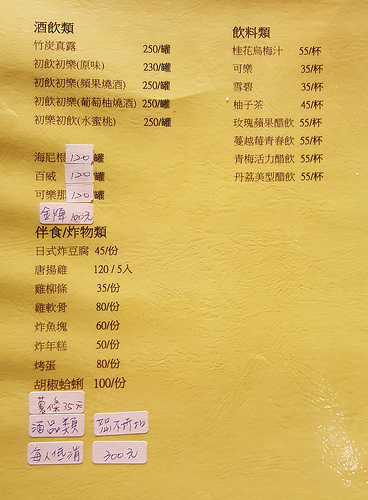 酒飲類
竹炭真露 250/罐
初飲初樂(原味) 230/罐
初飲初樂(蘋果燒酒) 250/罐
初飲初樂(葡萄柚燒酒) 250/罐
初樂初飲(水蜜桃) 250/罐
海尼根 120 罐
百威 120 罐
可樂那 120 罐
金牌 100元
飲料類
桂花烏梅汁 55/杯
可樂 35/杯
雪碧 35/杯
柚子茶 45/杯
玫瑰蘋果醋飲 55/杯
蔓越莓青春飲 55/杯
青梅活力醋飲 55/杯
丹荔美型醋飲 55/杯
伴食/炸物類
日式炸豆腐 45/份
唐揚雞 120 / 5入
雞柳條 35/份
雞軟骨 80/份
炸魚塊 60/份
炸年糕 50/份
烤蛋 80/份
胡椒蛤蜊 100/份
薯條 35元
酒品類 不折扣
每人低消 300元